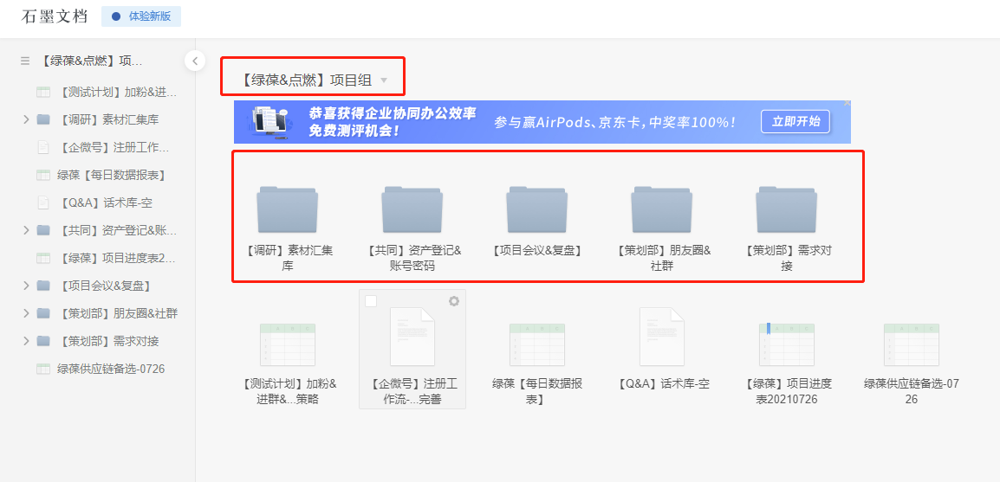 石墨文档
体验新版
【绿葆&点燃】项...
【测试计划】加粉&进...
【调研】素材汇集库
【企微号】注册工作...
绿葆【每日数据报表】
【Q&A】话术库-空
【共同】资产登记&账...
【绿葆】项目进度表2...
【项目会议&复盘】
【策划部】朋友圈&社群
【策划部】需求对接
绿葆供应链备选-0726
【绿葆&点燃】项目组
恭喜获得企业协同办公效率
免费测评机会!
参与赢AirPods、京东卡,中奖率100%!
立即开始
【调研】素材汇集
库
【共同】资产登记&
账号密码
【项目会议&复盘】
【策划部】朋友圈&
社群
【策划部】需求对
接
【测试计划】加粉&
进群&...策略
【企微号】注册工
作流-...完善
绿葆【每日数据报
表】
【Q&A】话术库-空
【绿葆】项目进度
表20210726
绿葆供应链备选-07
26